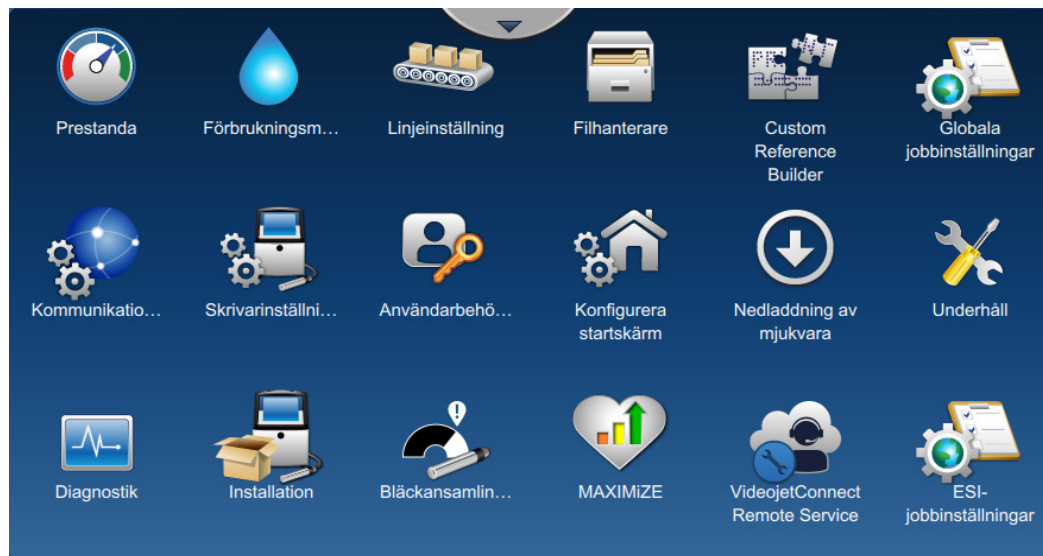 Prestanda
Förbrukningsm…
Linjeinställning
Filhanterare
Custom
Reference
Builder
Globala
jobbinställningar
Kommunikatio…
Skrivarinställni…
Användarbehö…
Konfigurera
startskärm
Nedladdning av
mjukvara
Underhåll
Diagnostik
Installation
Bläckansamlin…
MAXIMiZE
VideojetConnect
Remote Service
ESI-
jobbinställningar